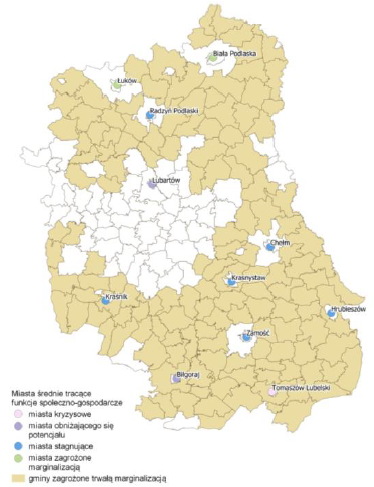 Biała Podlaska
Łuków
Radzyń Podlaski
Lubartów
Chełm
Krasnystaw
Kraśnik
Hrubieszów
Zamość
Biłgoraj
Tomaszów Lubelski
Miasta średnie tracące
funkcje społeczno-gospodarcze
miasta kryzysowe
miasta obniżającego się
potencjału
miasta stagnujące
miasta zagrożone
marginalizacją
gminy zagrożone trwałą marginalizacją